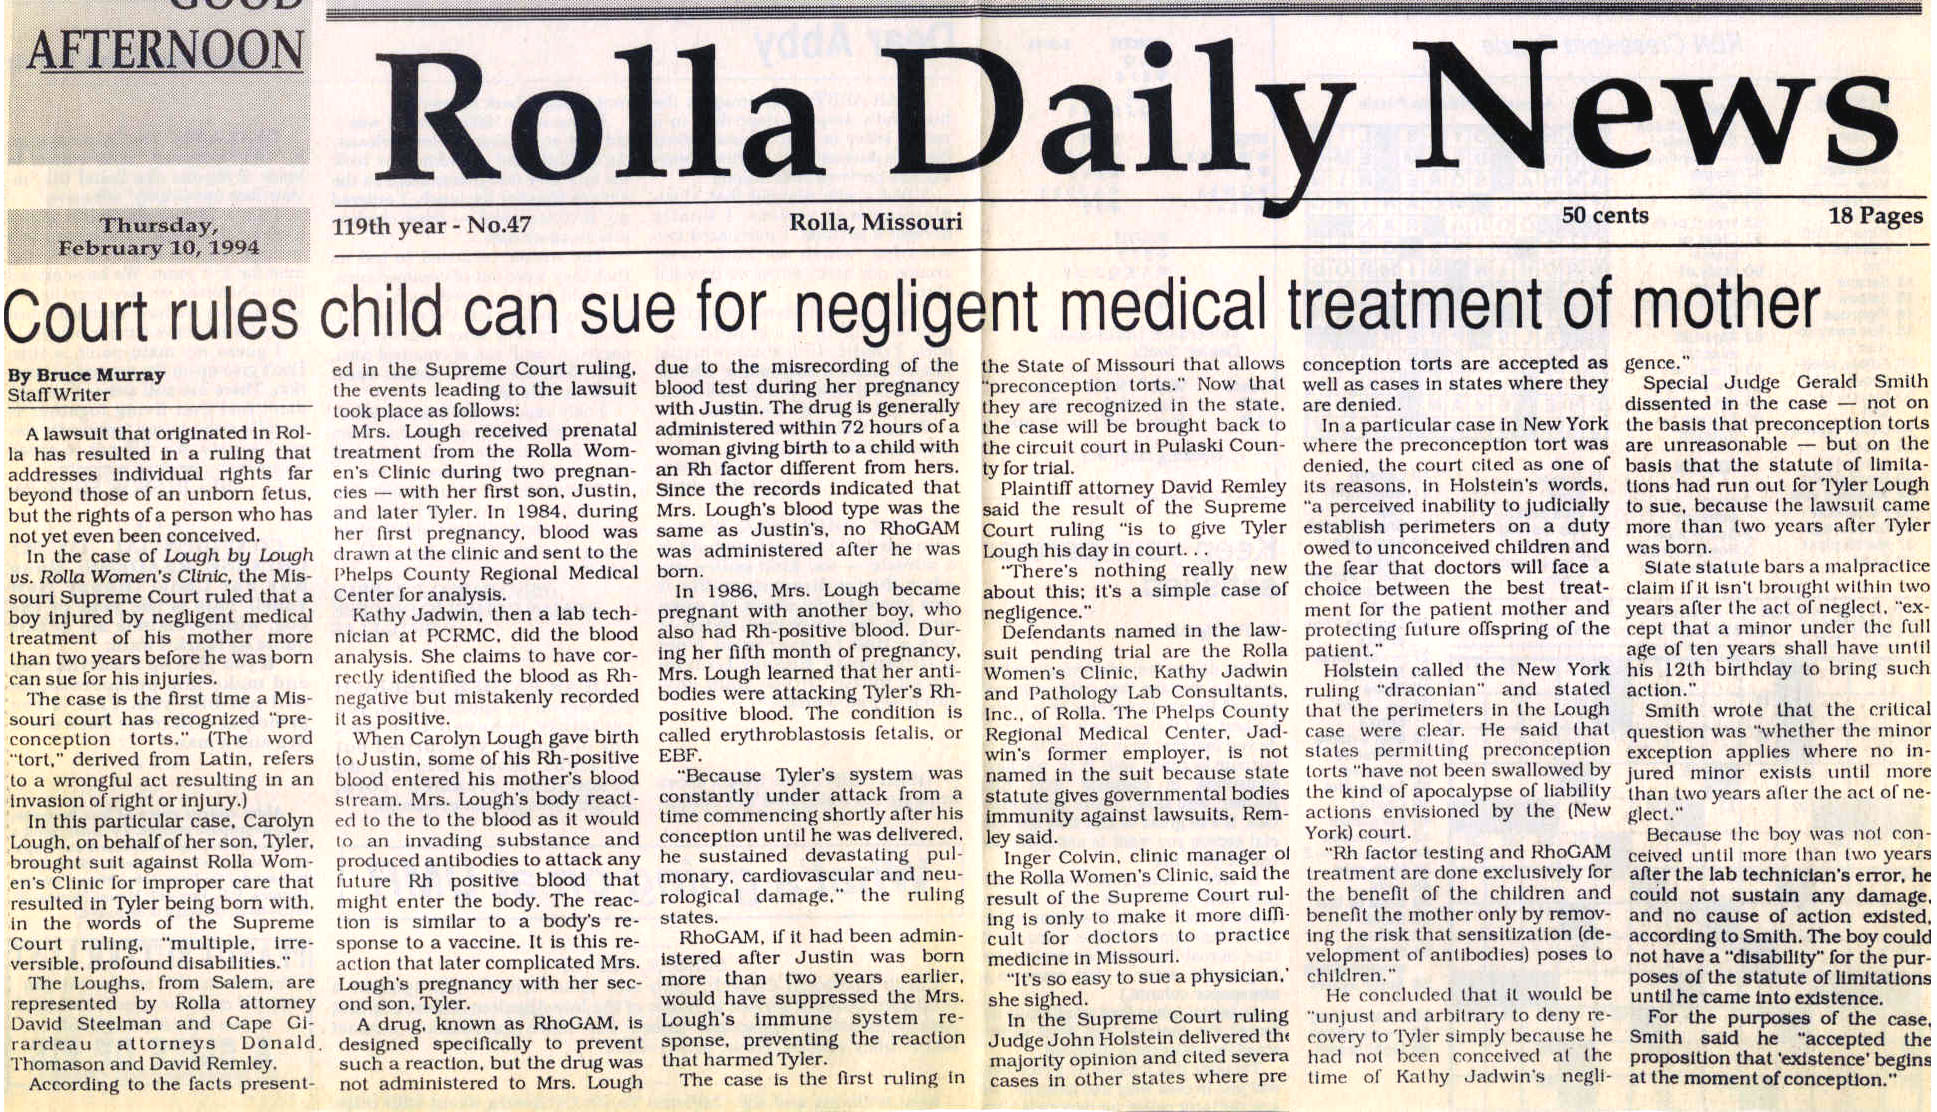 GOOD
AFTERNOON
Rolla Daily News
Thursday,
February 10, 1994
119th year - No.47
Rolla, Missouri
50 cents
18 Pages
Court rules child can sue for negligent medical treatment of mother
By Bruce Murray
Staff Writer
A lawsuit that originated in Rol-
la has resulted in a ruling that
addresses individual rights far
beyond those of an unborn fetus,
but the rights of a person who has
not yet even been conceived.
In the case of Lough by Lough
vs. Rolla Women's Clinic, the Mis-
souri Supreme Court ruled that a
boy injured by negligent medical
treatment of his mother more
than two years before he was born
can sue for his injuries.
The case is the first time a Mis-
souri court has recognized "pre-
conception torts." (The word
"tort," derived from Latin, refers
to a wrongful act resulting in an
invasion of right or injury.)
In this particular case, Carolyn
Lough, on behalf of her son, Tyler,
brought suit against Rolla Wom-
en's Clinic for improper care that
resulted in Tyler being born with,
in the words of the Supreme
Court ruling, "multiple, irre-
versible, profound disabilities."
The Loughs, from Salem, are
represented by Rolla attorney
David Steelman and Cape Gi-
rardeau attorneys Donald
Thomason and David Remley.
According to the facts present-
ed in the Supreme Court ruling,
the events leading to the lawsuit
took place as follows:
Mrs. Lough received prenatal
treatment from the Rolla Wom-
en's Clinic during two pregnan-
cies — with her first son, Justin,
and later Tyler. In 1984, during
her first pregnancy, blood was
drawn at the clinic and sent to the
Phelps County Regional Medical
Center for analysis.
Kathy Jadwin, then a lab tech-
nician at PCRMC, did the blood
analysis. She claims to have cor-
rectly identified the blood as Rh-
negative but mistakenly recorded
it as positive.
When Carolyn Lough gave birth
to Justin, some of his Rh-positive
blood entered his mother's blood
stream. Mrs. Lough's body react-
ed to the to the blood as it would
to an invading substance and
produced antibodies to attack any
future Rh positive blood that
might enter the body. The reac-
tion is similar to a body's re-
sponse to a vaccine. It is this re-
action that later complicated Mrs.
Lough's pregnancy with her sec-
ond son, Tyler.
A drug, known as RhoGAM, is
designed specifically to prevent
such a reaction, but the drug was
not administered to Mrs. Lough
due to the misrecording of the
blood test during her pregnancy
with Justin. The drug is generally
administered within 72 hours of a
woman giving birth to a child with
an Rh factor different from hers.
Since the records indicated that
Mrs. Lough's blood type was the
same as Justin's, no RhoGAM
was administered after he was
born.
In 1986, Mrs. Lough became
pregnant with another boy, who
also had Rh-positive blood. Dur-
ing her fifth month of pregnancy,
Mrs. Lough learned that her anti-
bodies were attacking Tyler's Rh-
positive blood. The condition is
called erythroblastosis fetalis, or
EBF.
"Because Tyler's system was
constantly under attack from a
time commencing shortly after his
conception until he was delivered,
he sustained devastating pul-
monary, cardiovascular and neu-
rological damage," the ruling
states.
RhoGAM, if it had been admin-
istered after Justin was born
more than two years earlier,
would have suppressed the Mrs.
Lough's immune system re-
sponse, preventing the reaction
that harmed Tyler.
The case is the first ruling in
the State of Missouri that allows
"preconception torts." Now that
they are recognized in the state,
the case will be brought back to
the circuit court in Pulaski Coun-
ty for trial.
Plaintiff attorney David Remley
said the result of the Supreme
Court ruling "is to give Tyler
Lough his day in court. . .
"There's nothing really new
about this; it's a simple case of
negligence."
Defendants named in the law-
suit pending trial are the Rolla
Women's Clinic, Kathy Jadwin
and Pathology Lab Consultants,
Inc., of Rolla. The Phelps County
Regional Medical Center, Jad-
win's former employer, is not
named in the suit because state
statute gives governmental bodies
immunity against lawsuits, Rem-
ley said.
Inger Colvin, clinic manager of
the Rolla Women's Clinic, said the
result of the Supreme Court rul-
ing is only to make it more diffi-
cult for doctors to practice
medicine in Missouri.
"It's so easy to sue a physician,'
she sighed.
In the Supreme Court ruling
Judge John Holstein delivered the
majority opinion and cited severa
cases in other states where pre
conception torts are accepted as
well as cases in states where they
are denied.
In a particular case in New York
where the preconception tort was
denied, the court cited as one of
its reasons, in Holstein's words,
"a perceived inability to judicially
establish perimeters on a duty
owed to unconceived children and
the fear that doctors will face a
choice between the best treat-
ment for the patient mother and
protecting future offspring of the
patient."
Holstein called the New York
ruling "draconian" and stated
that the perimeters in the Lough
case were clear. He said that
states permitting preconception
torts "have not been swallowed by
the kind of apocalypse of liability
actions envisioned by the (New
York) court.
"Rh factor testing and RhoGAM
treatment are done exclusively for
the benefit of the children and
benefit the mother only by remov-
ing the risk that sensitization (de-
velopment of antibodies) poses to
children."
He concluded that it would be
"unjust and arbitrary to deny re-
covery to Tyler simply because he
had not been conceived at the
time of Kathy Jadwin's negli-
gence."
Special Judge Gerald Smith
dissented in the case — not on
the basis that preconception torts
are unreasonable — but on the
basis that the statute of limita-
tions had run out for Tyler Lough
to sue, because the lawsuit came
more than two years after Tyler
was born.
State statute bars a malpractice
claim if it isn't brought within two
years after the act of neglect, "ex-
cept that a minor under the full
age of ten years shall have until
his 12th birthday to bring such
action."
Smith wrote that the critical
question was "whether the minor
exception applies where no in-
jured minor exists until more
than two years after the act of ne-
glect."
Because the boy was not con-
ceived until more than two years
after the lab technician's error, he
could not sustain any damage,
and no cause of action existed,
according to Smith. The boy could
not have a "disability" for the pur-
poses of the statute of limitations
until he came into existence.
For the purposes of the case,
Smith said he "accepted the
proposition that 'existence' begins
at the moment of conception."